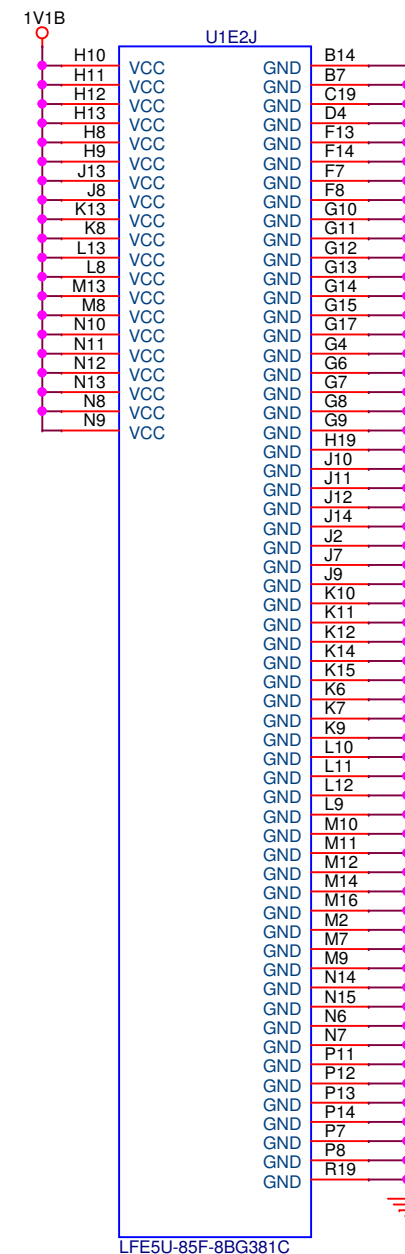 1V1B
U1E2J
H10 VCC GND B14
H11 VCC GND B7
H12 VCC GND C19
H13 VCC GND D4
H8 VCC GND F13
H9 VCC GND F14
J13 VCC GND F7
J8 VCC GND F8
K13 VCC GND G10
K8 VCC GND G11
L13 VCC GND G12
L8 VCC GND G13
M13 VCC GND G14
M8 VCC GND G15
N10 VCC GND G17
N11 VCC GND G4
N12 VCC GND G6
N13 VCC GND G7
N8 VCC GND G8
N9 VCC GND G9
GND H19
GND J10
GND J11
GND J12
GND J14
GND J2
GND J7
GND J9
GND K10
GND K11
GND K12
GND K14
GND K15
GND K6
GND K7
GND K9
GND L10
GND L11
GND L12
GND L9
GND M10
GND M11
GND M12
GND M14
GND M16
GND M2
GND M7
GND M9
GND N14
GND N15
GND N6
GND N7
GND P11
GND P12
GND P13
GND P14
GND P7
GND P8
GND R19
LFE5U-85F-8BG381C